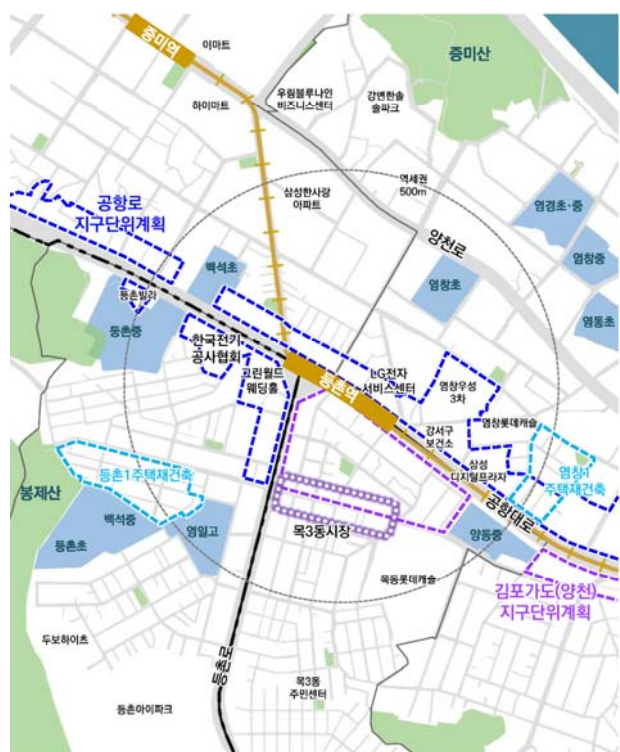 이마트
증미역
증미산
우림블루나인
비즈니스센터
강변한솔
솔파크
하이마트
역세권
500m
삼성한사랑
아파트
염경초·중
공항로
지구단위계획
양천로
백석초
염창중
염창초
등촌빌라
염동초
등촌중
한국전기
공사협회
그린월드
웨딩홀
등촌역
LG전자
서비스센터
염창우성
3차
염창롯데캐슬
강서구
보건소
삼성
디지털프라자
염창1
주택재건축
등촌1주택재건축
봉제산
공항대로
백석중
등촌초
영일고
목3동시장
양동중
목동롯데캐슬
김포가도(양천)
지구단위계획
두보하이츠
등촌로
목3동
주민센터
등촌아이파크